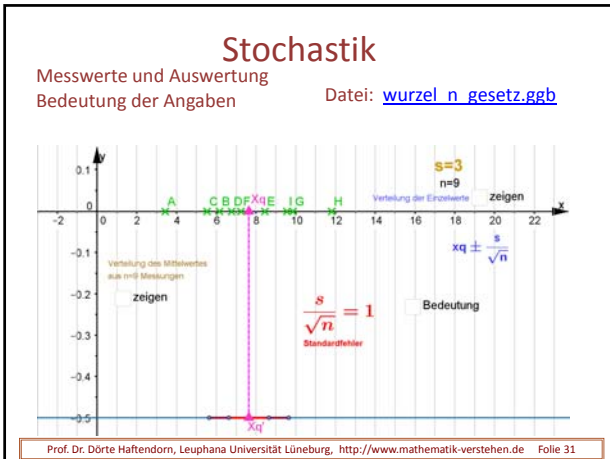 Stochastik
Messwerte und Auswertung
Bedeutung der Angaben
Datei: wurzel_n_gesetz.ggb
y
0.1
s=3
n=9
A C B D F Xq E I G H
Verteilung der Einzelwerte
zeigen
0
x
-2 0 2 4 6 8 10 12 14 16 18 20 22
xq ± s/√n
-0.1
Verteilung des Mittelwertes
aus n=9 Messungen
zeigen
-0.2
s/√n = 1
Standardfehler
Bedeutung
-0.3
-0.4
-0.5
Xq'
Prof. Dr. Dörte Haftendorn, Leuphana Universität Lüneburg, http://www.mathematik-verstehen.de Folie 31